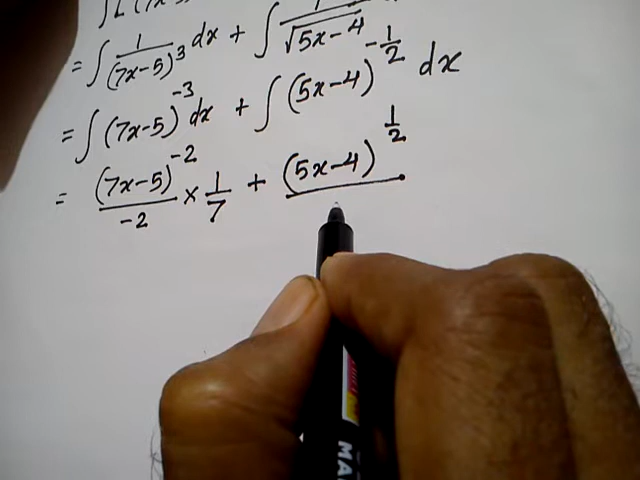 = ∫ 1/(7x-5)^3 dx + ∫ 1/√(5x-4)
= ∫ (7x-5)^-3 dx + ∫ (5x-4)^-1/2 dx
= (7x-5)^-2/-2 × 1/7 + (5x-4)^1/2
MA